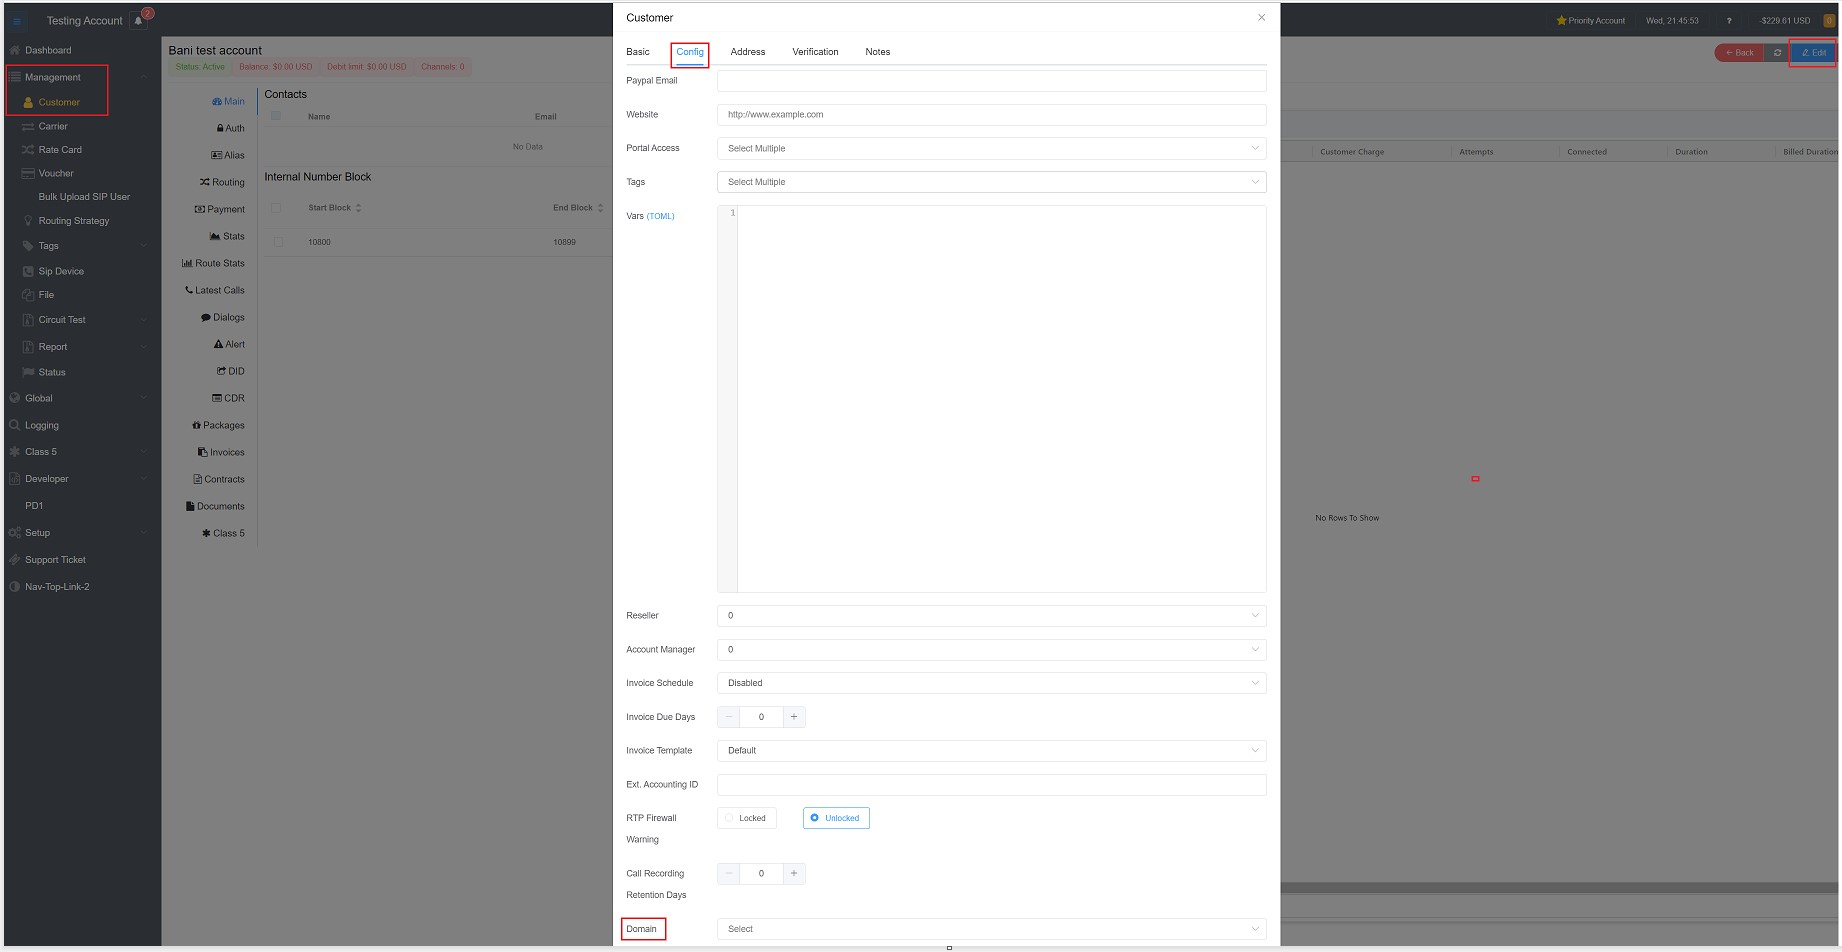 Testing Account
2
Priority Account
Wed, 21:45:53
?
-$229.61 USD
0
Dashboard
Management
Customer
Carrier
Rate Card
Voucher
Bulk Upload SIP User
Routing Strategy
Tags
Sip Device
File
Circuit Test
Report
Status
Global
Logging
Class 5
Developer
PD1
Setup
Support Ticket
Nav-Top-Link-2
Bani test account
Status: Active
Balance: $0.00 USD
Debit limit: $0.00 USD
Channels: 0
Back
Edit
Main
Auth
Alias
Routing
Payment
Stats
Route Stats
Latest Calls
Dialogs
Alert
DID
CDR
Packages
Invoices
Contracts
Documents
Class 5
Contacts
Name Email
No Data
Internal Number Block
Start Block End Block
10800 10899
Customer
Basic Config Address Verification Notes
Paypal Email
Website http://www.example.com
Portal Access Select Multiple
Tags Select Multiple
Vars (TOML) 1
Reseller 0
Account Manager 0
Invoice Schedule Disabled
Invoice Due Days 0
Invoice Template Default
Ext. Accounting ID
RTP Firewall Locked Unlocked
Warning
Call Recording 0
Retention Days
Domain Select
Customer Charge Attempts Connected Duration Billed Duration
No Rows To Show